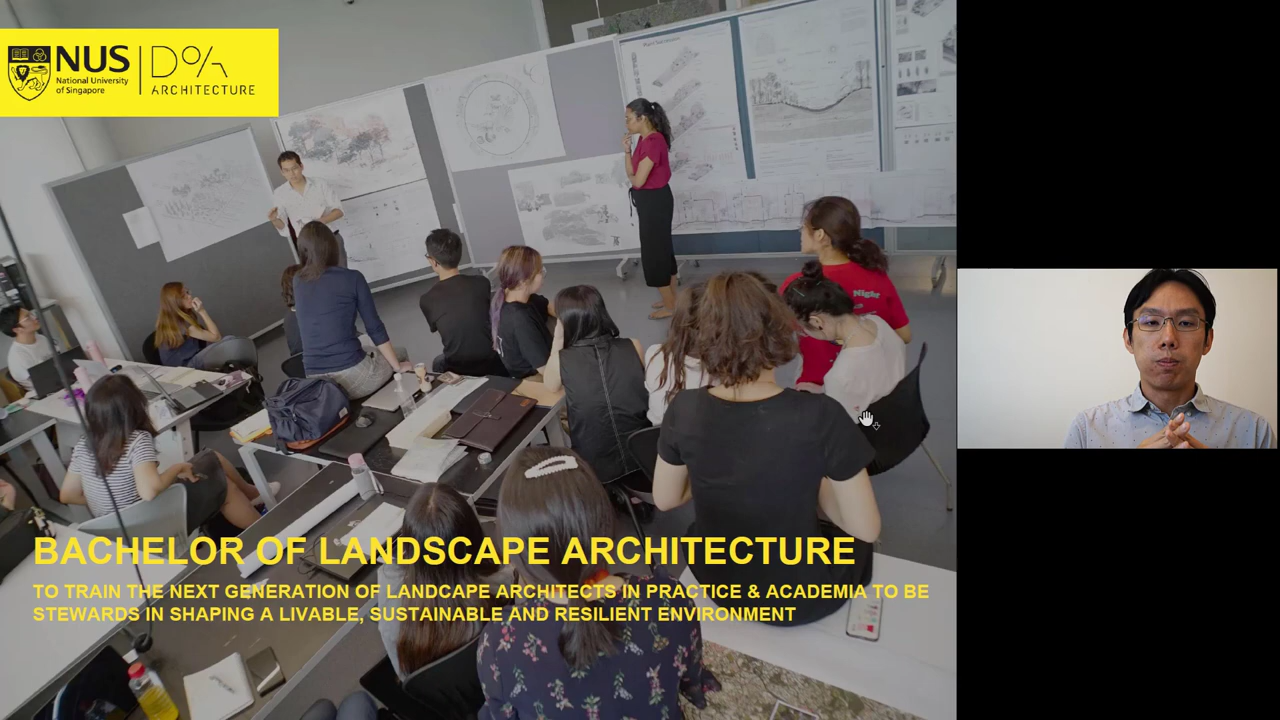 NUS
National University
of Singapore
DOA
ARCHITECTURE
Night
BACHELOR OF LANDSCAPE ARCHITECTURE
TO TRAIN THE NEXT GENERATION OF LANDCAPE ARCHITECTS IN PRACTICE & ACADEMIA TO BE
STEWARDS IN SHAPING A LIVABLE, SUSTAINABLE AND RESILIENT ENVIRONMENT